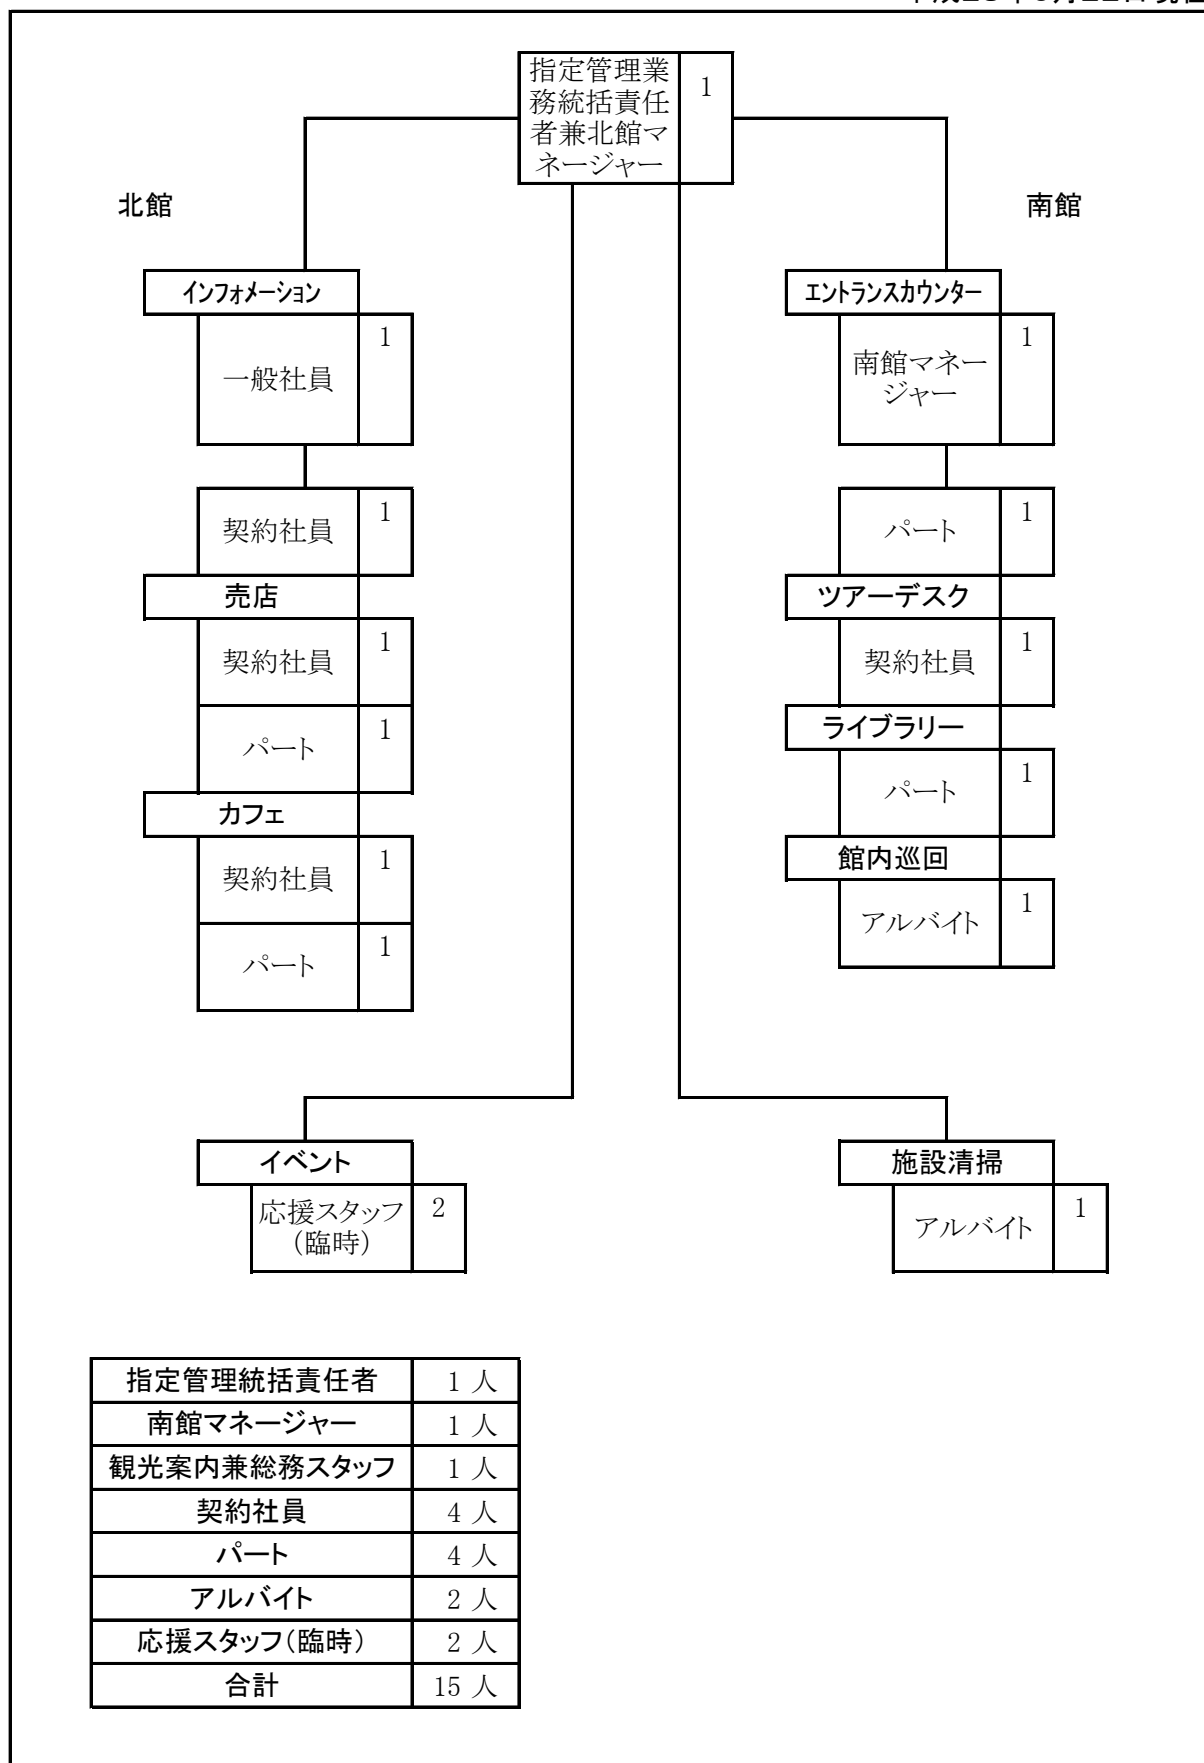 指定管理業
務統括責任
者兼北館マ
ネージャー
1
北館
南館
インフォメーション
一般社員
1
契約社員
1
売店
契約社員
1
パート
1
カフェ
契約社員
1
パート
1
エントランスカウンター
南館マネー
ジャー
1
パート
1
ツアーデスク
契約社員
1
ライブラリー
パート
1
館内巡回
アルバイト
1
イベント
応援スタッフ
(臨時)
2
施設清掃
アルバイト
1
指定管理統括責任者 1 人
南館マネージャー 1 人
観光案内兼総務スタッフ 1 人
契約社員 4 人
パート 4 人
アルバイト 2 人
応援スタッフ(臨時) 2 人
合計 15 人